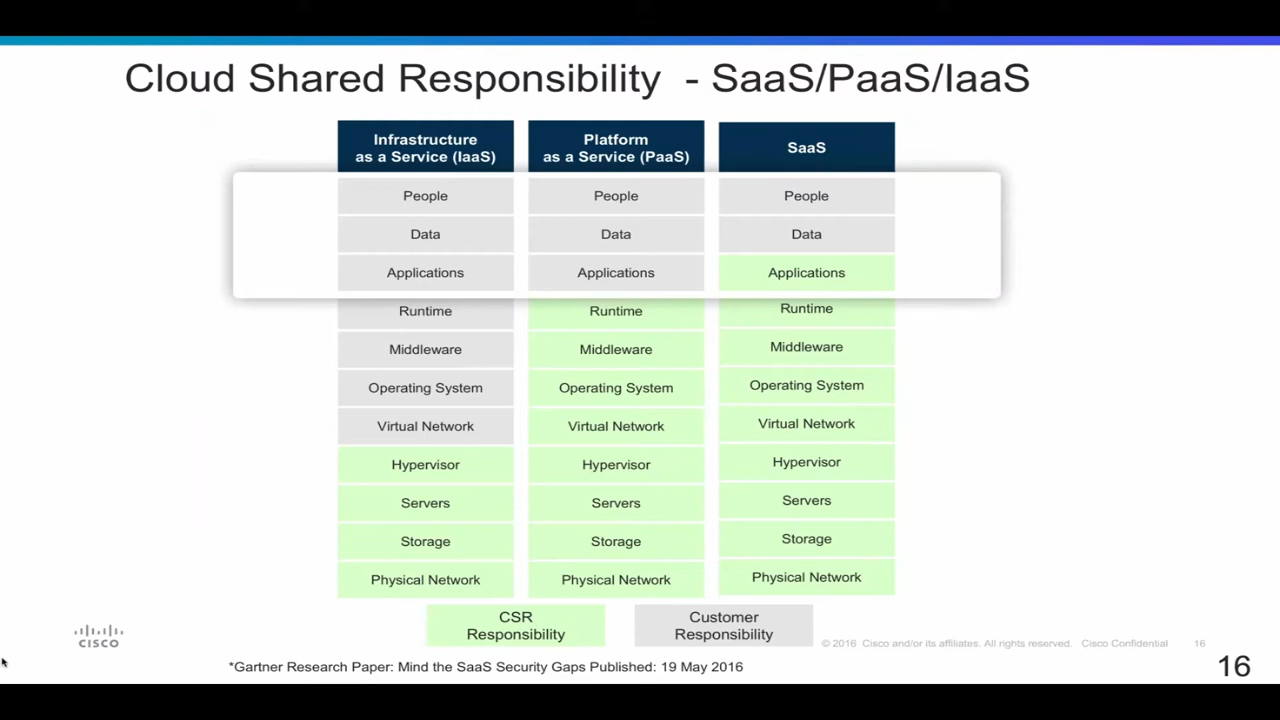 Cloud Shared Responsibility - SaaS/PaaS/IaaS
Infrastructure
as a Service (IaaS)
Platform
as a Service (PaaS)
SaaS
People
People
People
Data
Data
Data
Applications
Applications
Applications
Runtime
Runtime
Runtime
Middleware
Middleware
Middleware
Operating System
Operating System
Operating System
Virtual Network
Virtual Network
Virtual Network
Hypervisor
Hypervisor
Hypervisor
Servers
Servers
Servers
Storage
Storage
Storage
Physical Network
Physical Network
Physical Network
CSR
Responsibility
Customer
Responsibility
CISCO
© 2016 Cisco and/or its affiliates. All rights reserved. Cisco Confidential 16
*Gartner Research Paper: Mind the SaaS Security Gaps Published: 19 May 2016
16